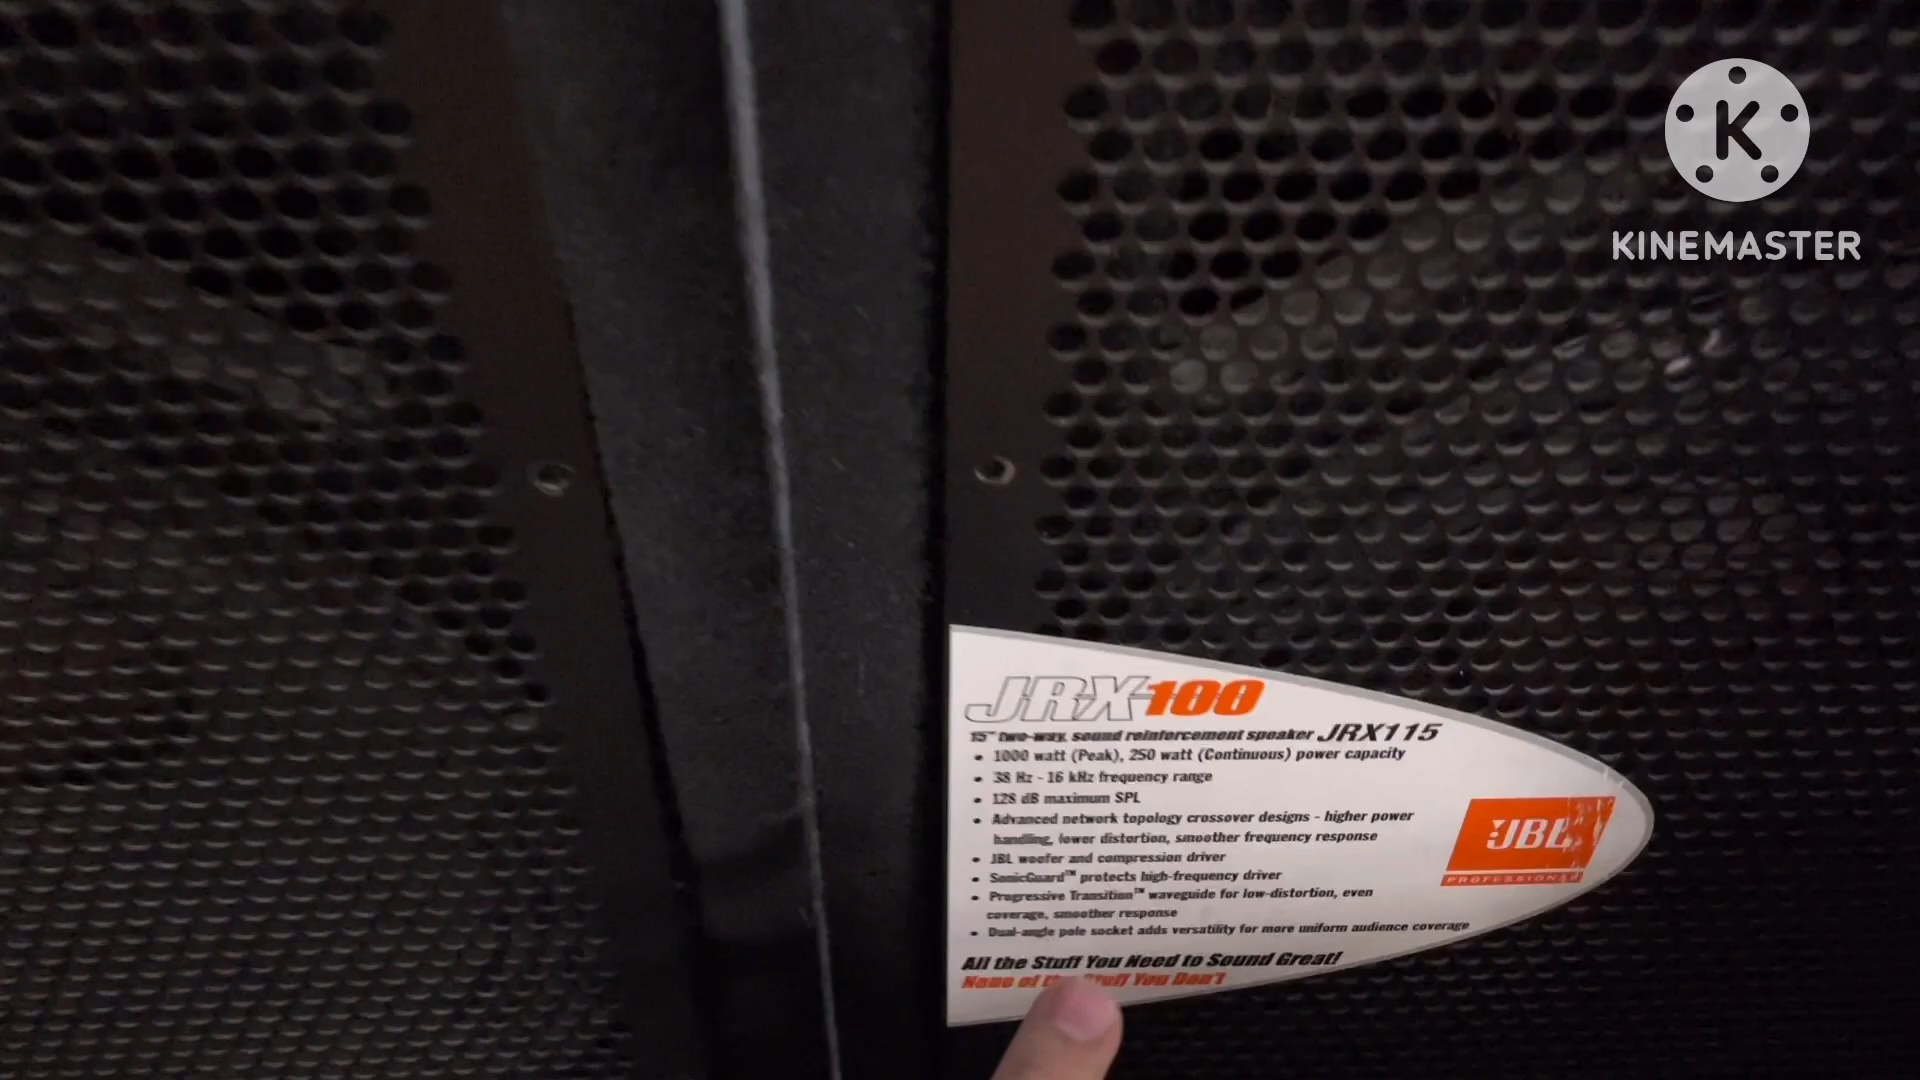 K
KINEMASTER
JRX100
15" two-way, sound reinforcement speaker JRX115
• 1000 watt (Peak), 250 watt (Continuous) power capacity
• 38 Hz - 16 kHz frequency range
• 128 dB maximum SPL
• Advanced network topology crossover designs - higher power
handling, lower distortion, smoother frequency response
• JBL woofer and compression driver
• SonicGuard™ protects high-frequency driver
• Progressive Transition™ waveguide for low-distortion, even
coverage, smoother response
• Dual-angle pole socket adds versatility for more uniform audience coverage
JBL
PROFESSIONAL
All the Stuff You Need to Sound Great!
None of the Stuff You Don't